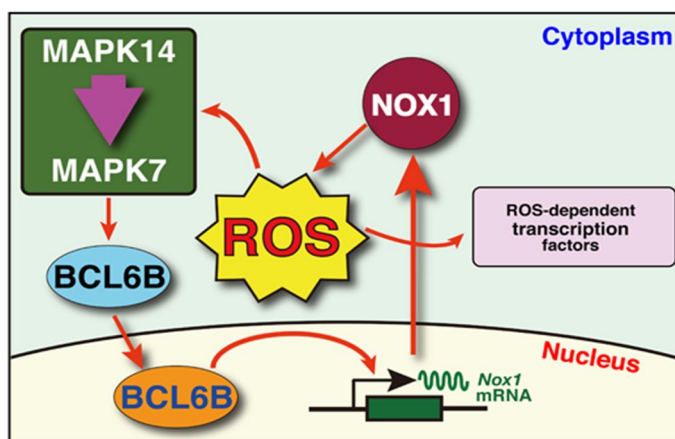 Cytoplasm
MAPK14
MAPK7
NOX1
ROS
ROS-dependent
transcription
factors
BCL6B
Nucleus
BCL6B
Nox1
mRNA